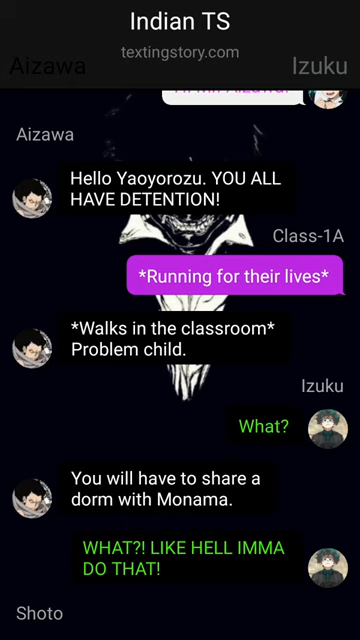 Indian TS
textingstory.com
Aizawa
Izuku
Aizawa
Hello Yaoyorozu. YOU ALL
HAVE DETENTION!
Class-1A
*Running for their lives*
*Walks in the classroom*
Problem child.
Izuku
What?
You will have to share a
dorm with Monama.
WHAT?! LIKE HELL IMMA
DO THAT!
Shoto